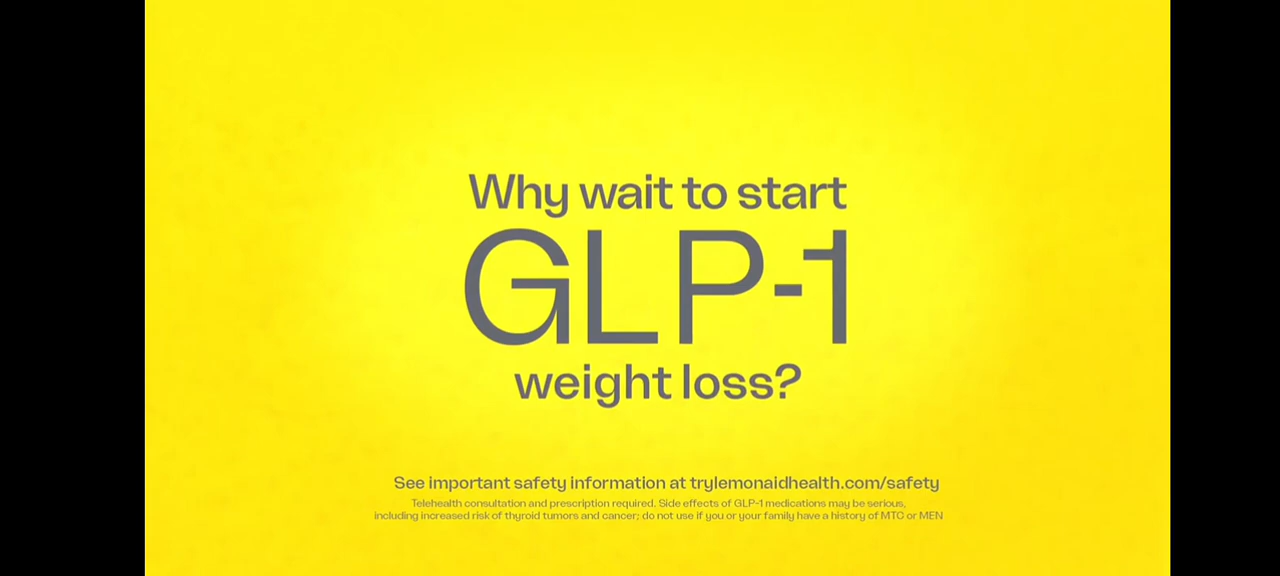 Why wait to start
GLP-1
weight loss?
See important safety information at trylemonaidhealth.com/safety
Telehealth consultation and prescription required. Side effects of GLP-1 medications may be serious,
including increased risk of thyroid tumors and cancer; do not use if you or your family have a history of MTC or MEN